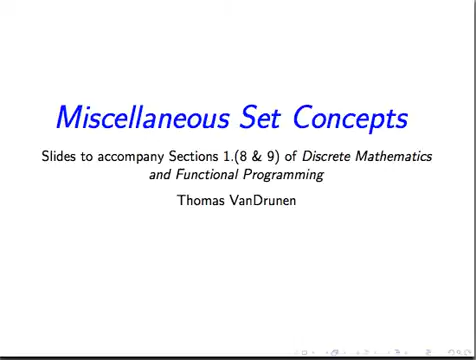 Miscellaneous Set Concepts
Slides to accompany Sections 1.(8 & 9) of Discrete Mathematics
and Functional Programming
Thomas VanDrunen